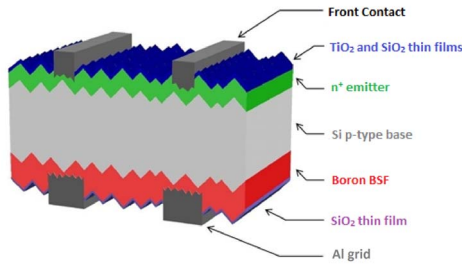 Front Contact
TiO₂ and SiO₂ thin films
n⁺ emitter
Si p-type base
Boron BSF
SiO₂ thin film
Al grid